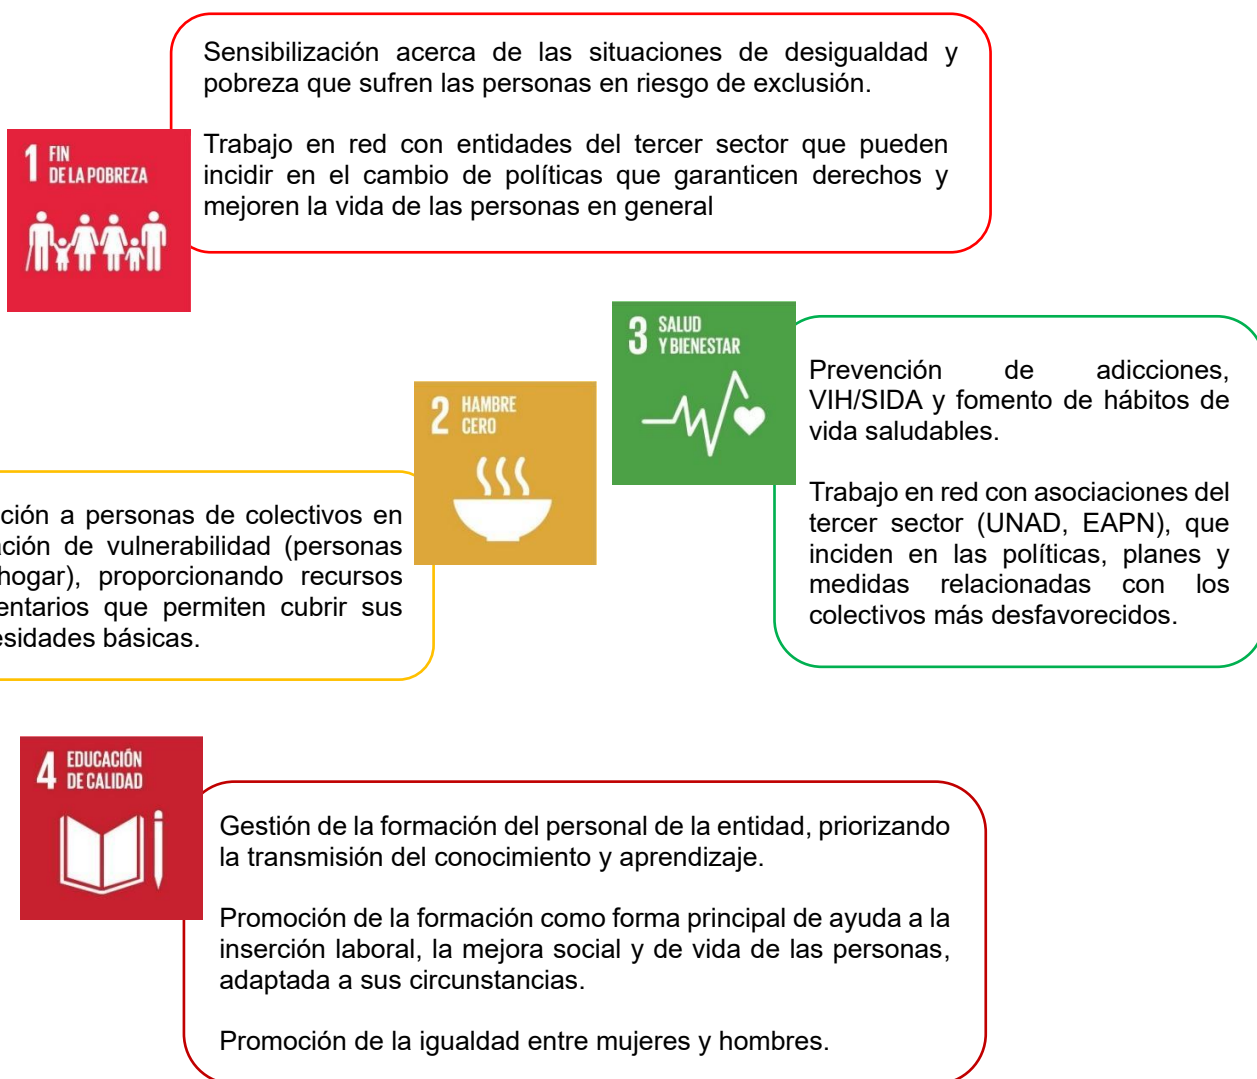 Sensibilización acerca de las situaciones de desigualdad y
pobreza que sufren las personas en riesgo de exclusión.
Trabajo en red con entidades del tercer sector que pueden
incidir en el cambio de políticas que garanticen derechos y
mejoren la vida de las personas en general
1 FIN
DE LA POBREZA
3 SALUD
Y BIENESTAR
Prevención de adicciones,
VIH/SIDA y fomento de hábitos de
vida saludables.
Trabajo en red con asociaciones del
tercer sector (UNAD, EAPN), que
inciden en las políticas, planes y
medidas relacionadas con los
colectivos más desfavorecidos.
2 HAMBRE
CERO
ción a personas de colectivos en
ación de vulnerabilidad (personas
hogar), proporcionando recursos
entarios que permiten cubrir sus
esidades básicas.
4 EDUCACIÓN
DE CALIDAD
Gestión de la formación del personal de la entidad, priorizando
la transmisión del conocimiento y aprendizaje.
Promoción de la formación como forma principal de ayuda a la
inserción laboral, la mejora social y de vida de las personas,
adaptada a sus circunstancias.
Promoción de la igualdad entre mujeres y hombres.